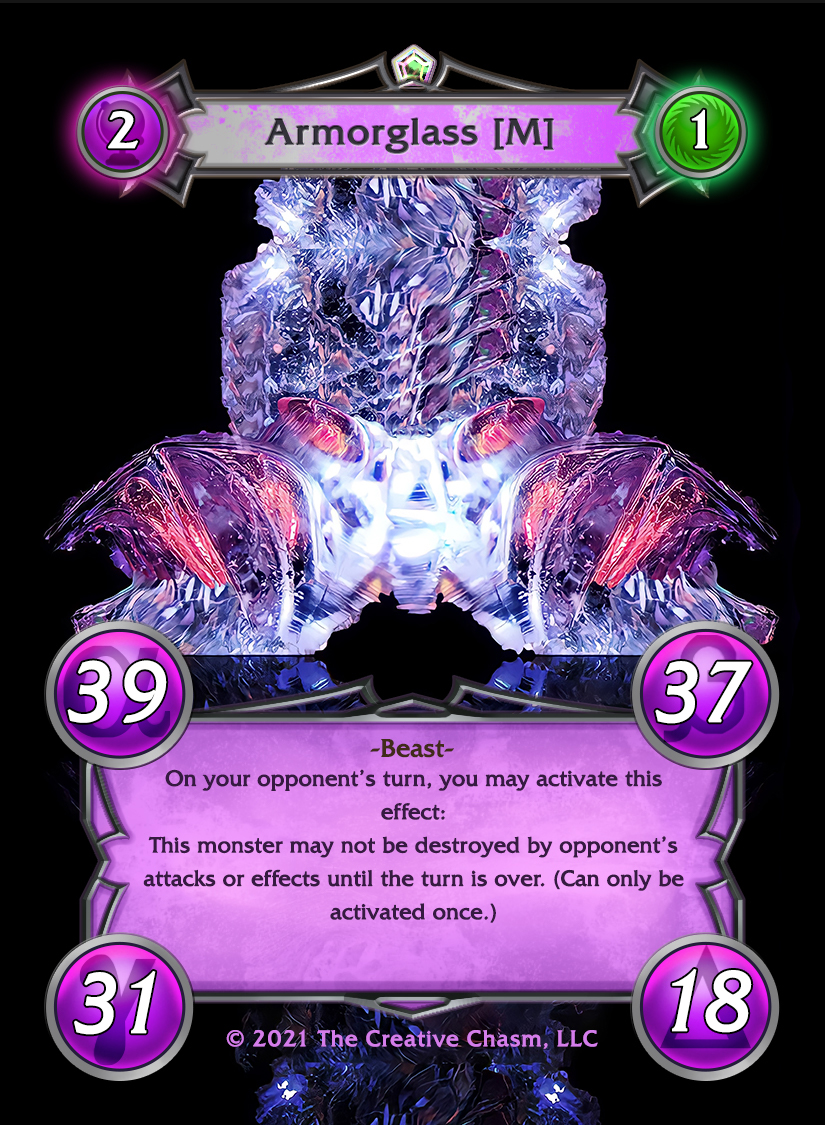 2
Armorglass [M]
1
α 39
β 37
-Beast-
On your opponent's turn, you may activate this
effect:
This monster may not be destroyed by opponent's
attacks or effects until the turn is over. (Can only be
activated once.)
γ 31
Δ 18
© 2021 The Creative Chasm, LLC